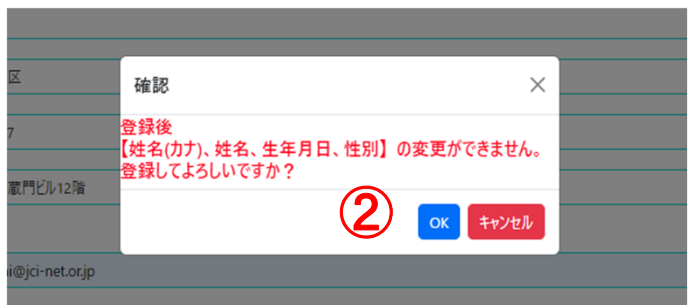 区
確認
7
登録後
【姓名(カナ)、姓名、生年月日、性別】の変更ができません。
登録してよろしいですか？
蔵門ビル12階
②
OK
キャンセル
i@jci-net.or.jp